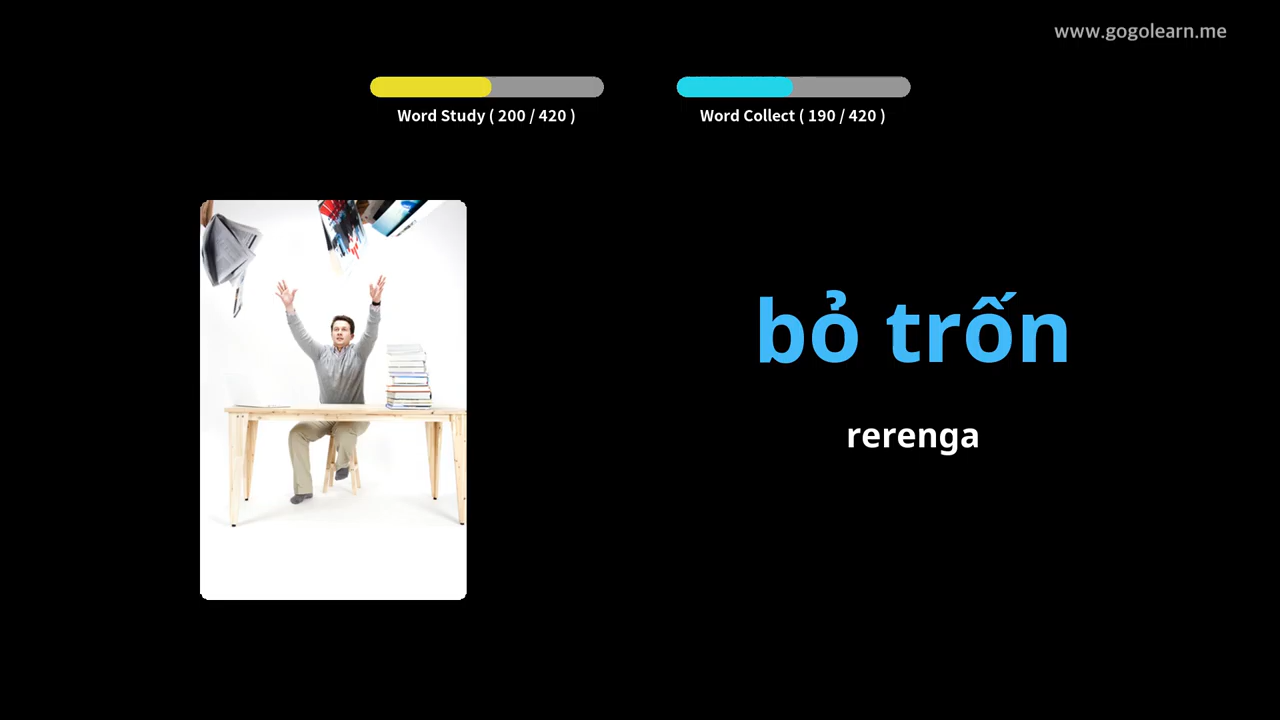 www.gogolearn.me
Word Study ( 200 / 420 )
Word Collect ( 190 / 420 )
bỏ trốn
rerenga